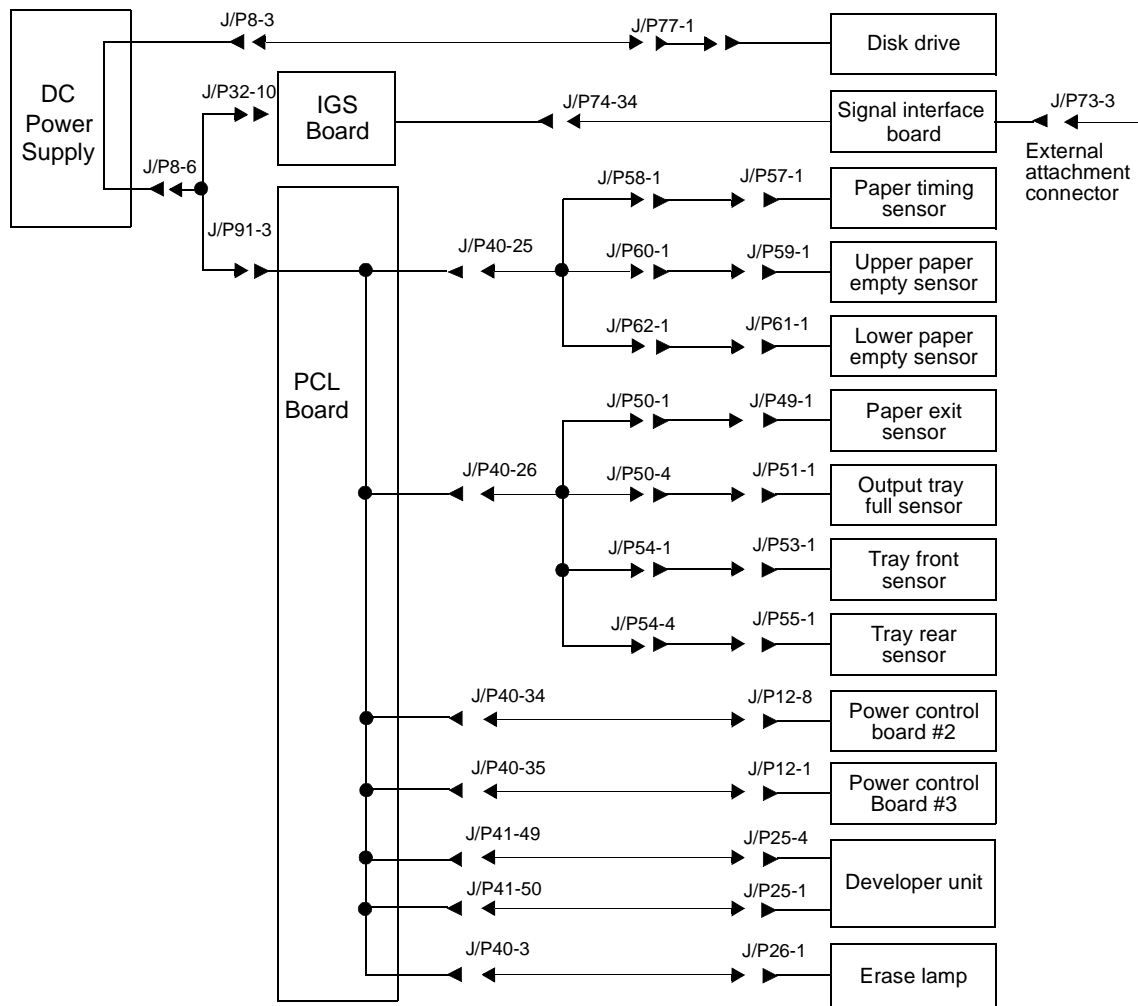 J/P8-3
J/P77-1
Disk drive
DC
Power
Supply
J/P32-10
IGS
Board
J/P74-34
Signal interface
board
J/P73-3
External
attachment
connector
J/P8-6
J/P58-1
J/P57-1
Paper timing
sensor
J/P91-3
J/P40-25
J/P60-1
J/P59-1
Upper paper
empty sensor
J/P62-1
J/P61-1
Lower paper
empty sensor
PCL
Board
J/P50-1
J/P49-1
Paper exit
sensor
J/P40-26
J/P50-4
J/P51-1
Output tray
full sensor
J/P54-1
J/P53-1
Tray front
sensor
J/P54-4
J/P55-1
Tray rear
sensor
J/P40-34
J/P12-8
Power control
board #2
J/P40-35
J/P12-1
Power control
Board #3
J/P41-49
J/P25-4
Developer unit
J/P41-50
J/P25-1
J/P40-3
J/P26-1
Erase lamp